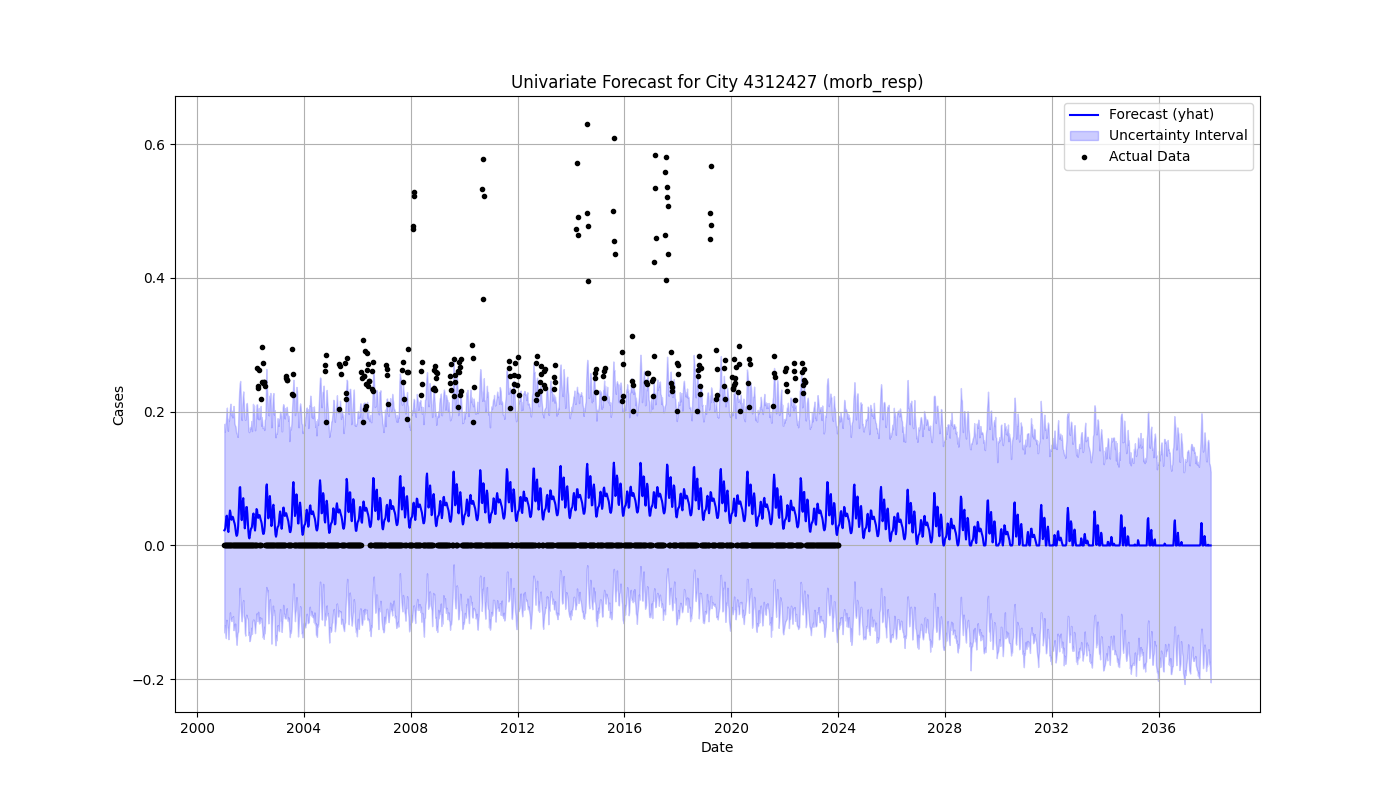 Univariate Forecast for City 4312427 (morb_resp)
Forecast (yhat)
Uncertainty Interval
Actual Data
Cases
0.6
0.4
0.2
0.0
−0.2
2000 2004 2008 2012 2016 2020 2024 2028 2032 2036
Date